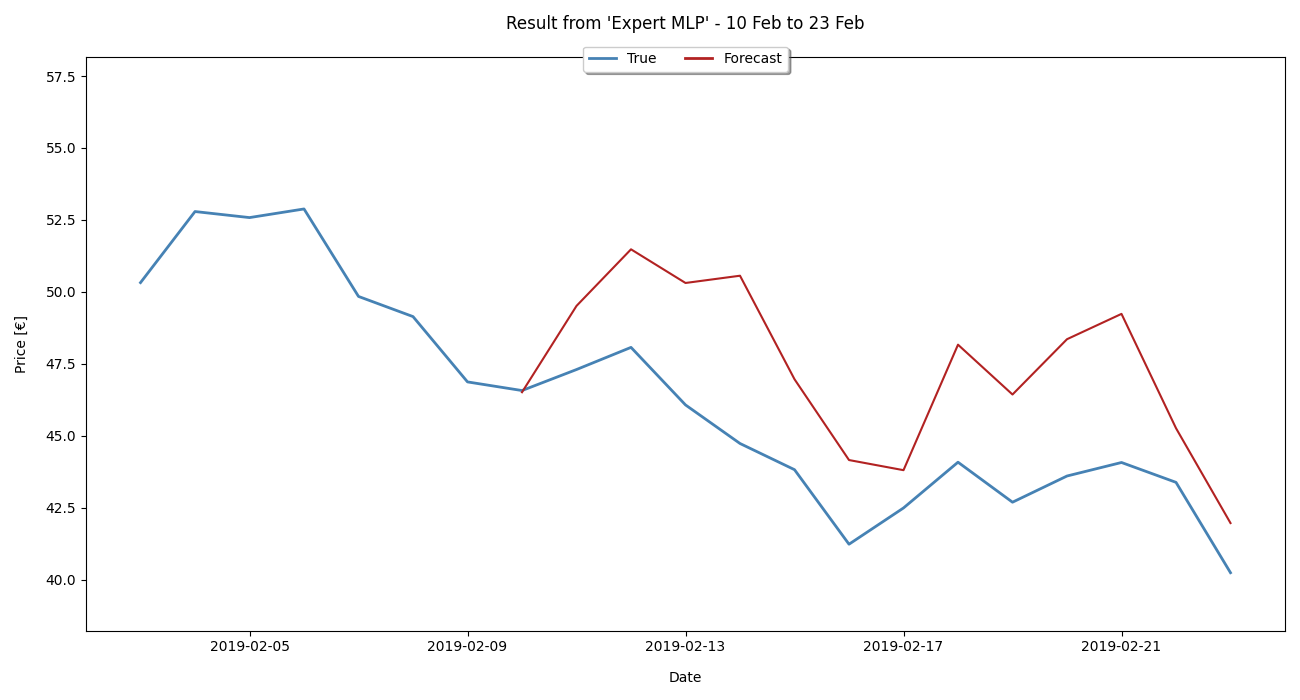 Result from 'Expert MLP' - 10 Feb to 23 Feb
True Forecast
57.5
55.0
52.5
50.0
47.5
45.0
42.5
40.0
Price [€]
2019-02-05 2019-02-09 2019-02-13 2019-02-17 2019-02-21
Date